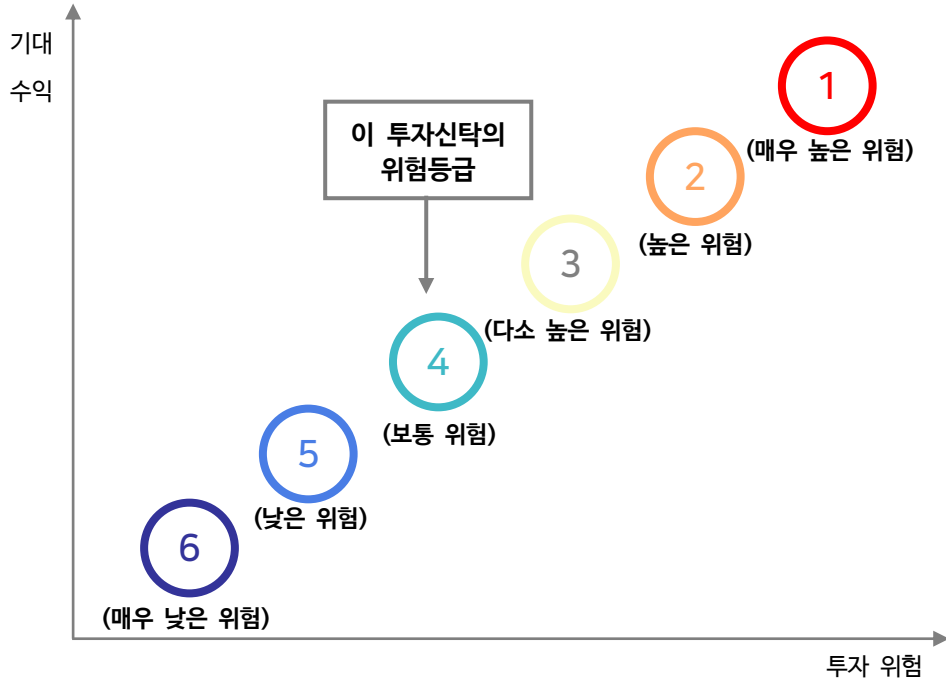 기대
수익
1
(매우 높은 위험)
이 투자신탁의
위험등급
2
(높은 위험)
3
(다소 높은 위험)
4
(보통 위험)
5
(낮은 위험)
6
(매우 낮은 위험)
투자 위험